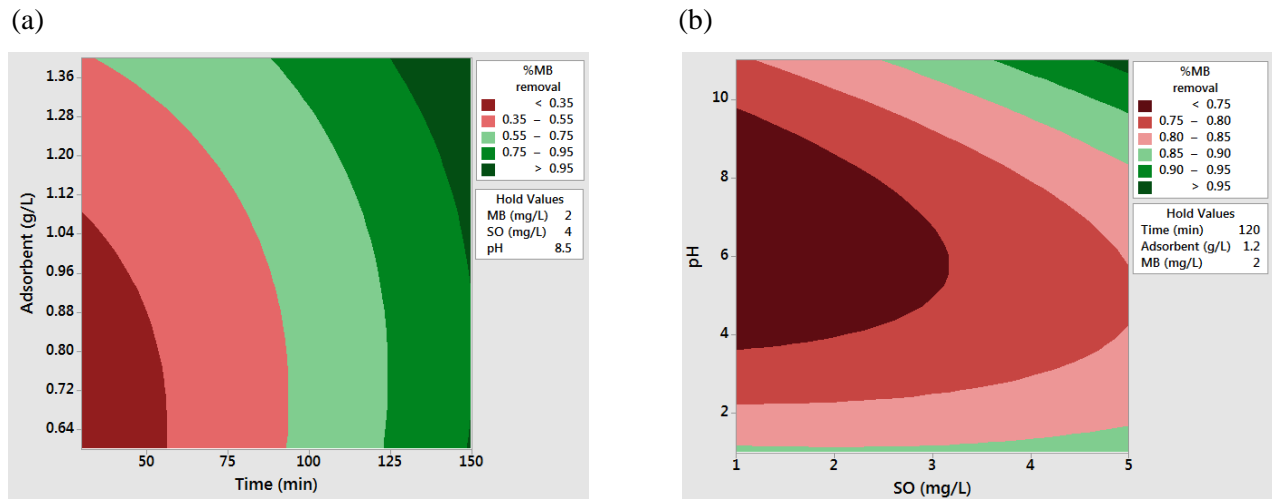 (a)
1.36
1.28
1.20
1.12
1.04
0.96
0.88
0.80
0.72
0.64
Adsorbent (g/L)
50 75 100 125 150
Time (min)
%MB
removal
< 0.35
0.35 – 0.55
0.55 – 0.75
0.75 – 0.95
> 0.95
Hold Values
MB (mg/L) 2
SO (mg/L) 4
pH 8.5
(b)
10
8
6
4
2
pH
1 2 3 4 5
SO (mg/L)
%MB
removal
< 0.75
0.75 – 0.80
0.80 – 0.85
0.85 – 0.90
0.90 – 0.95
> 0.95
Hold Values
Time (min) 120
Adsorbent (g/L) 1.2
MB (mg/L) 2